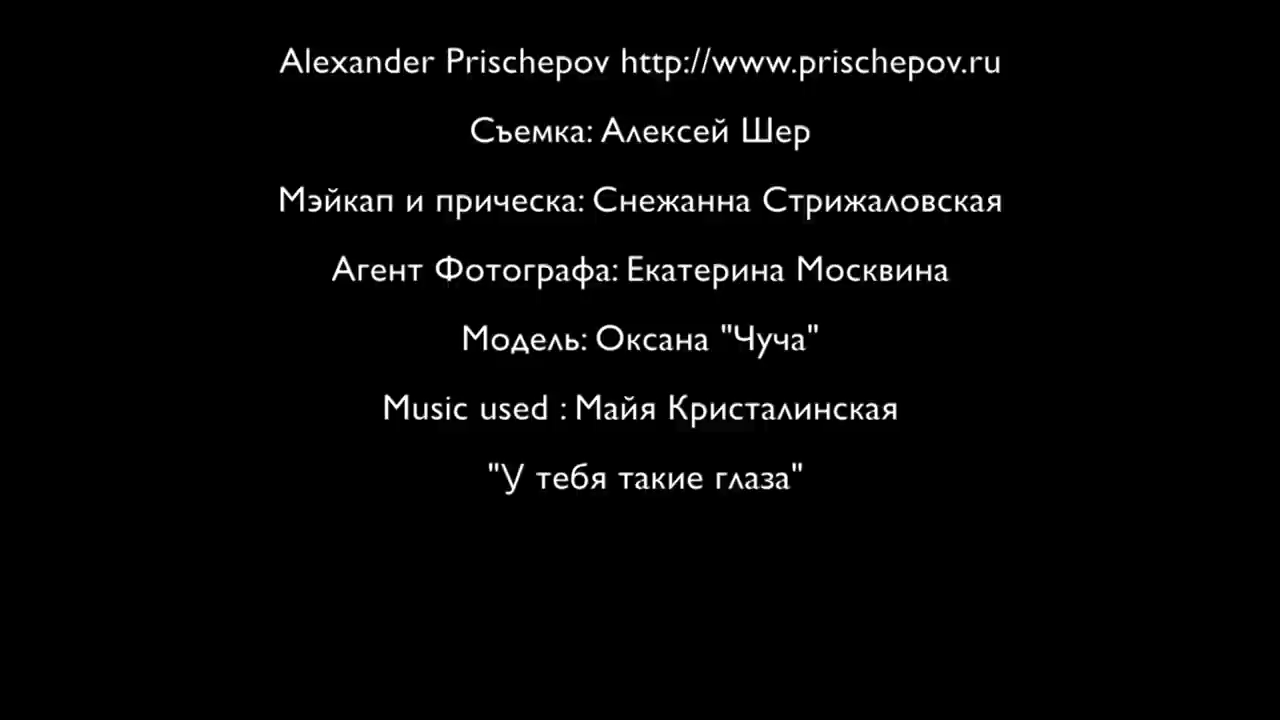 Alexander Prischepov http://www.prischepov.ru
Съемка: Алексей Шер
Мэйкап и прическа: Снежанна Стрижаловская
Агент Фотографа: Екатерина Москвина
Модель: Оксана "Чуча"
Music used : Майя Кристалинская
"У тебя такие глаза"